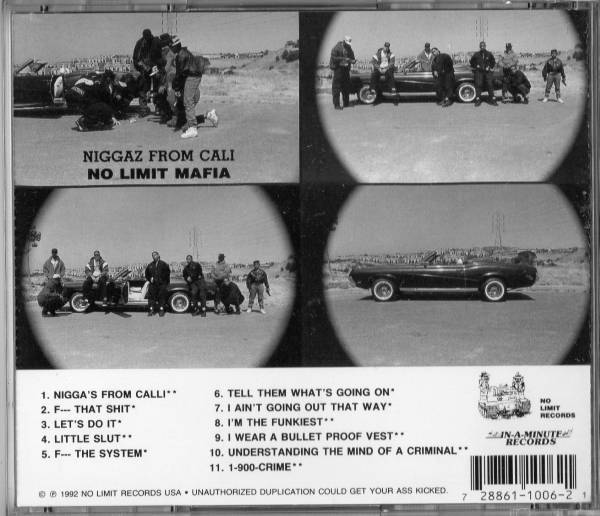 NIGGAZ FROM CALI
NO LIMIT MAFIA
1. NIGGA'S FROM CALLI**
2. F--- THAT SHIT*
3. LET'S DO IT*
4. LITTLE SLUT**
5. F--- THE SYSTEM*
6. TELL THEM WHAT'S GOING ON*
7. I AIN'T GOING OUT THAT WAY*
8. I'M THE FUNKIEST**
9. I WEAR A BULLET PROOF VEST**
10. UNDERSTANDING THE MIND OF A CRIMINAL**
11. 1-900-CRIME**
NO
LIMIT
RECORDS
IN-A-MINUTE
RECORDS
© ℗ 1992 NO LIMIT RECORDS USA • UNAUTHORIZED DUPLICATION COULD GET YOUR ASS KICKED.
7 28861-1006-2 1